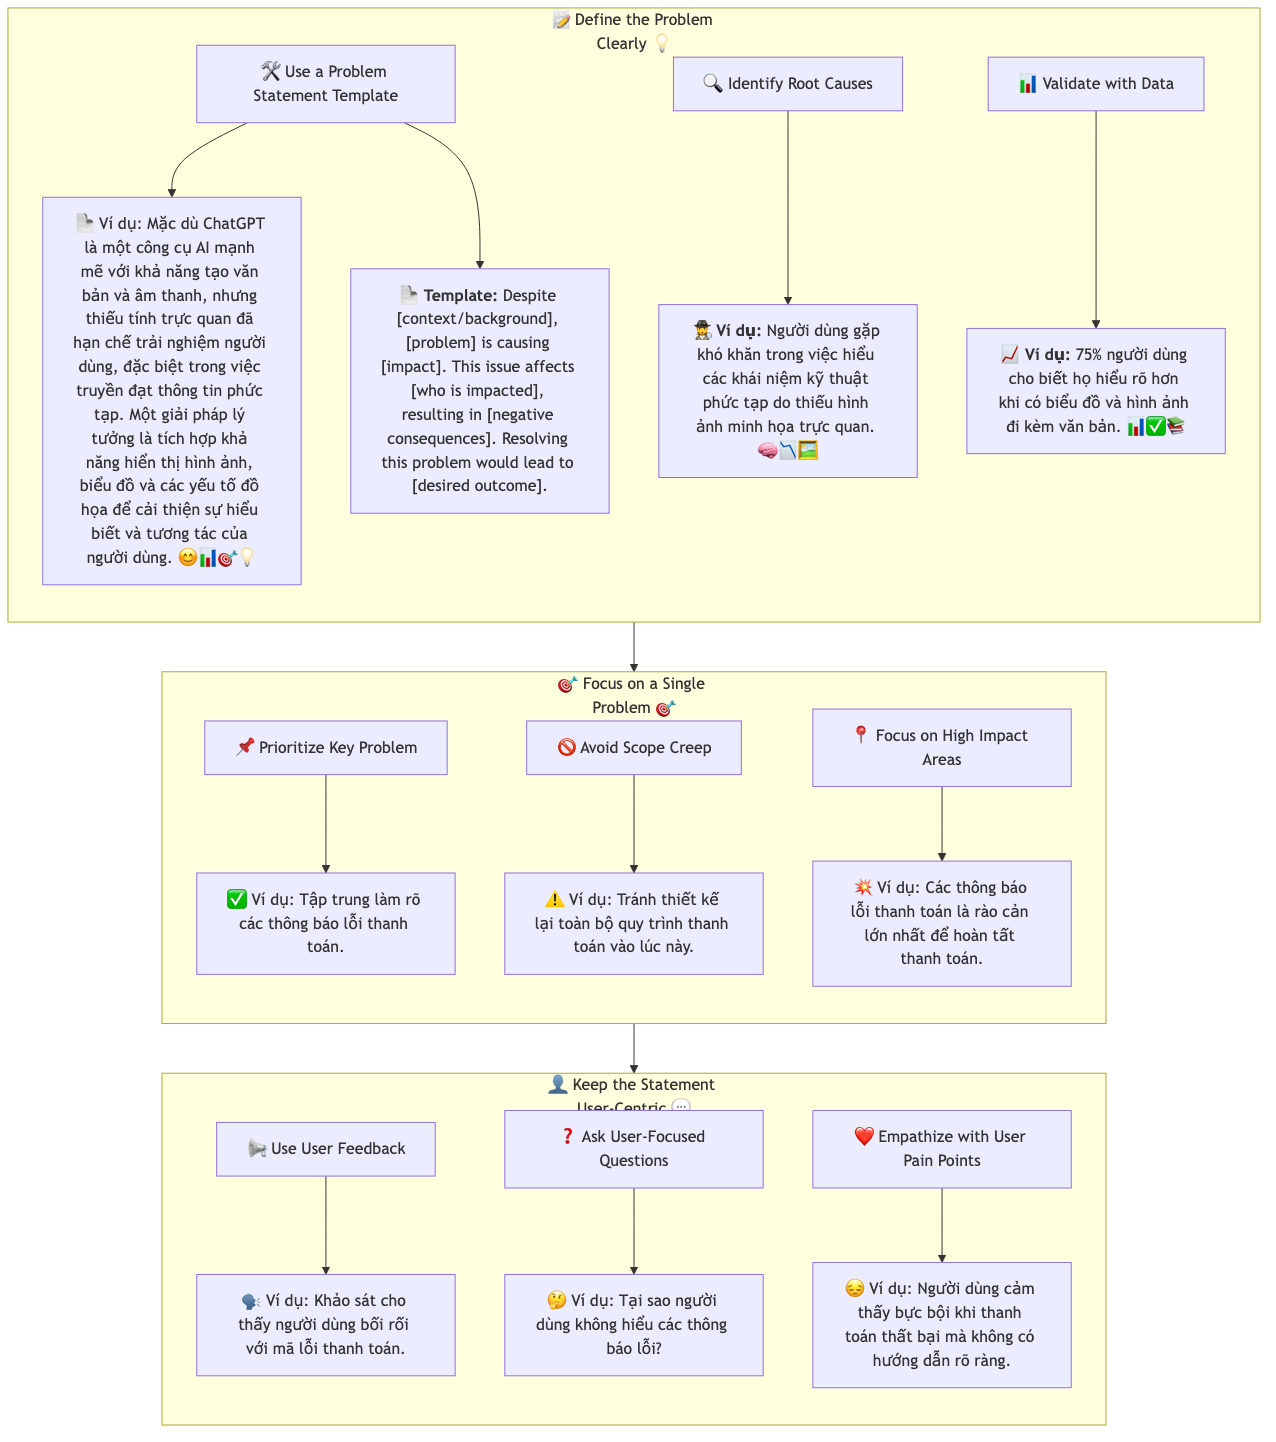 📝 Define the Problem
Clearly 💡
🛠️ Use a Problem
Statement Template
🔍 Identify Root Causes
📊 Validate with Data
📄 Ví dụ: Mặc dù ChatGPT
là một công cụ AI mạnh
mẽ với khả năng tạo văn
bản và âm thanh, nhưng
thiếu tính trực quan đã
hạn chế trải nghiệm người
dùng, đặc biệt trong việc
truyền đạt thông tin phức
tạp. Một giải pháp lý
tưởng là tích hợp khả
năng hiển thị hình ảnh,
biểu đồ và các yếu tố đồ
họa để cải thiện sự hiểu
biết và tương tác của
người dùng. 😊📊🎯💡
📄 Template: Despite
[context/background],
[problem] is causing
[impact]. This issue affects
[who is impacted],
resulting in [negative
consequences]. Resolving
this problem would lead to
[desired outcome].
🕵️ Ví dụ: Người dùng gặp
khó khăn trong việc hiểu
các khái niệm kỹ thuật
phức tạp do thiếu hình
ảnh minh họa trực quan.
🧠📉🖼️
📈 Ví dụ: 75% người dùng
cho biết họ hiểu rõ hơn
khi có biểu đồ và hình ảnh
đi kèm văn bản. 📊✅📚
🎯 Focus on a Single
Problem 🎯
📌 Prioritize Key Problem
🚫 Avoid Scope Creep
📍 Focus on High Impact
Areas
✅ Ví dụ: Tập trung làm rõ
các thông báo lỗi thanh
toán.
⚠️ Ví dụ: Tránh thiết kế
lại toàn bộ quy trình thanh
toán vào lúc này.
💥 Ví dụ: Các thông báo
lỗi thanh toán là rào cản
lớn nhất để hoàn tất
thanh toán.
👤 Keep the Statement
User-Centric 💬
📢 Use User Feedback
❓ Ask User-Focused
Questions
❤️ Empathize with User
Pain Points
🗣️ Ví dụ: Khảo sát cho
thấy người dùng bối rối
với mã lỗi thanh toán.
🤔 Ví dụ: Tại sao người
dùng không hiểu các thông
báo lỗi?
😔 Ví dụ: Người dùng cảm
thấy bực bội khi thanh
toán thất bại mà không có
hướng dẫn rõ ràng.